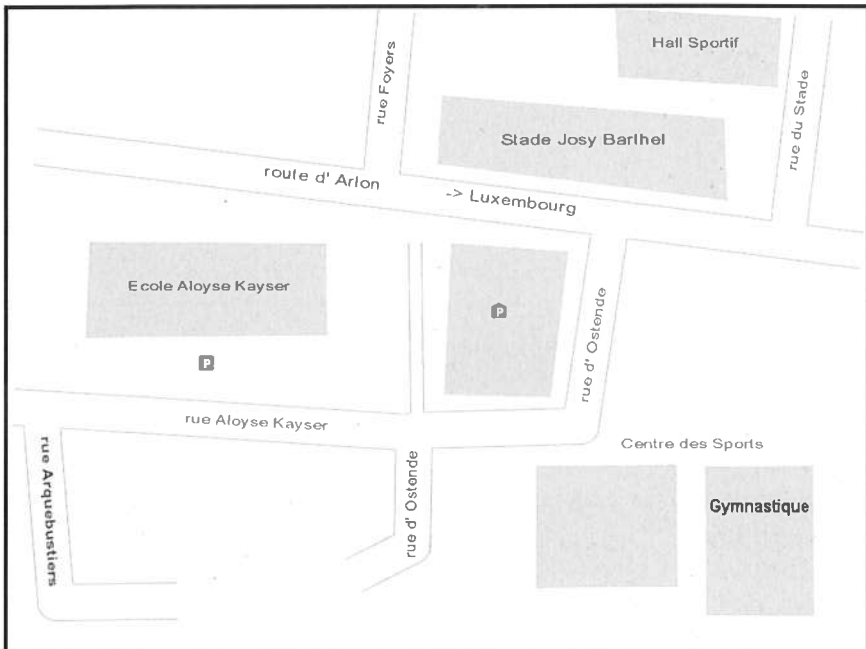 Hall Sportif
rue Foyers
rue du Stade
Stade Josy Barthel
route d' Arlon
-> Luxembourg
Ecole Aloyse Kayser
P
rue d' Ostende
P
rue Aloyse Kayser
Centre des Sports
rue Arquebustiers
rue d' Ostende
Gymnastique